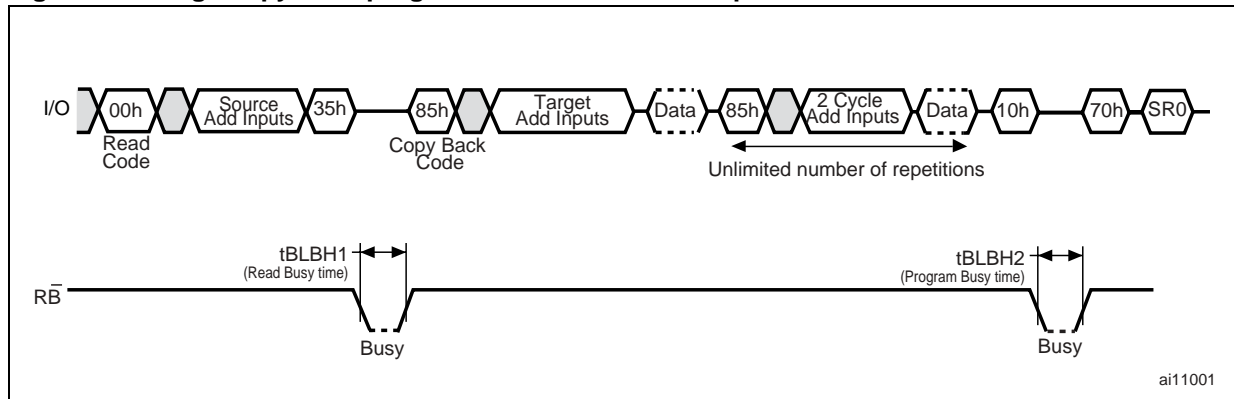 I/O
00h
Source
Add Inputs
35h
85h
Target
Add Inputs
Data
85h
2 Cycle
Add Inputs
Data
10h
70h
SR0
Read
Code
Copy Back
Code
Unlimited number of repetitions
tBLBH1
(Read Busy time)
tBLBH2
(Program Busy time)
RB̅
Busy
Busy
ai11001